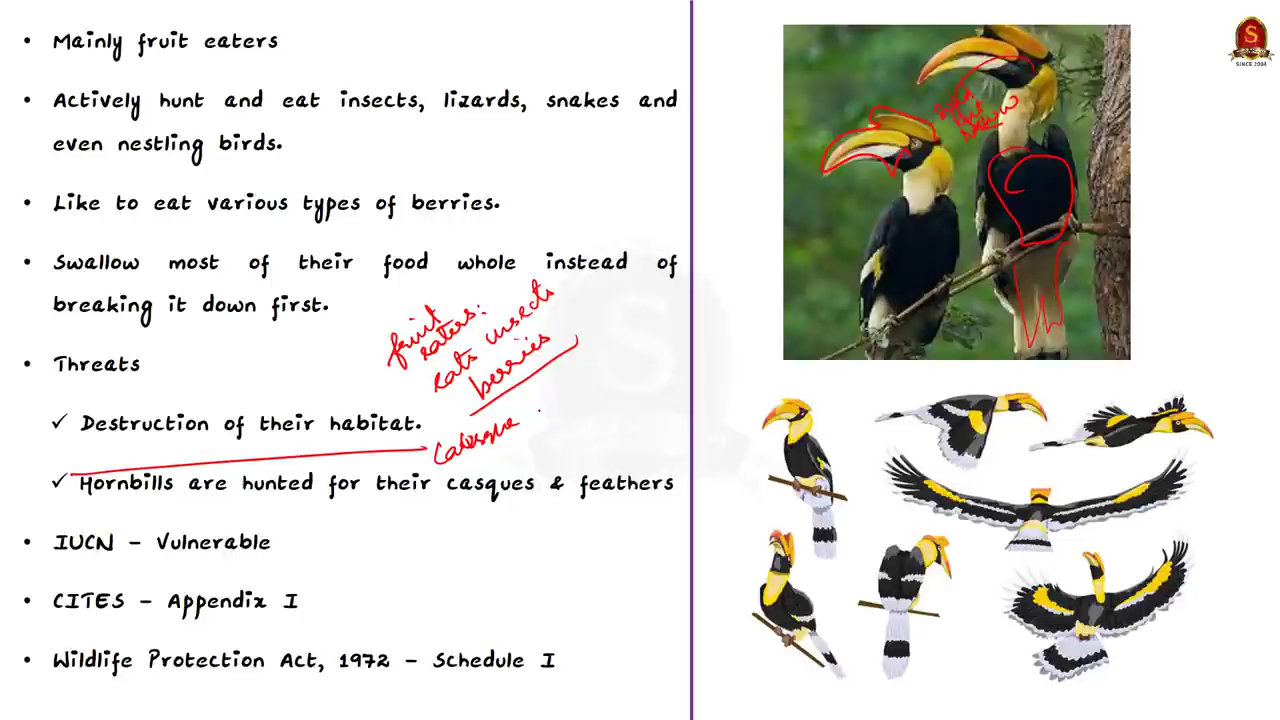 • Mainly fruit eaters
• Actively hunt and eat insects, lizards, snakes and
even nestling birds.
• Like to eat various types of berries.
• Swallow most of their food whole instead of
breaking it down first.
fruit
eaters:
eats insects
berries
• Threats
✓ Destruction of their habitat.
✓ Hornbills are hunted for their casques & feathers
• IUCN – Vulnerable
• CITES – Appendix I
• Wildlife Protection Act, 1972 – Schedule I
S
SINCE 2004